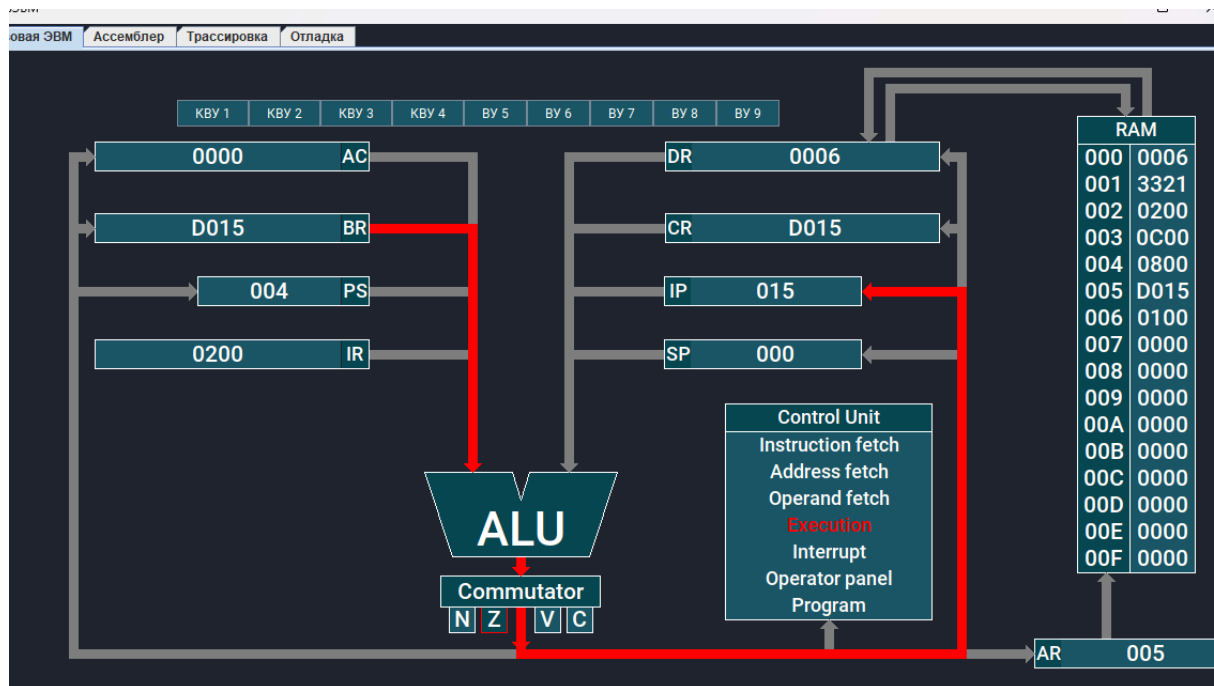 овая ЭВМ Ассемблер Трассировка Отладка
КВУ 1 КВУ 2 КВУ 3 КВУ 4 ВУ 5 ВУ 6 ВУ 7 ВУ 8 ВУ 9
0000 AC
D015 BR
004 PS
0200 IR
DR 0006
CR D015
IP 015
SP 000
ALU
Commutator
N Z V C
Control Unit
Instruction fetch
Address fetch
Operand fetch
Execution
Interrupt
Operator panel
Program
RAM
000 0006
001 3321
002 0200
003 0C00
004 0800
005 D015
006 0100
007 0000
008 0000
009 0000
00A 0000
00B 0000
00C 0000
00D 0000
00E 0000
00F 0000
AR 005